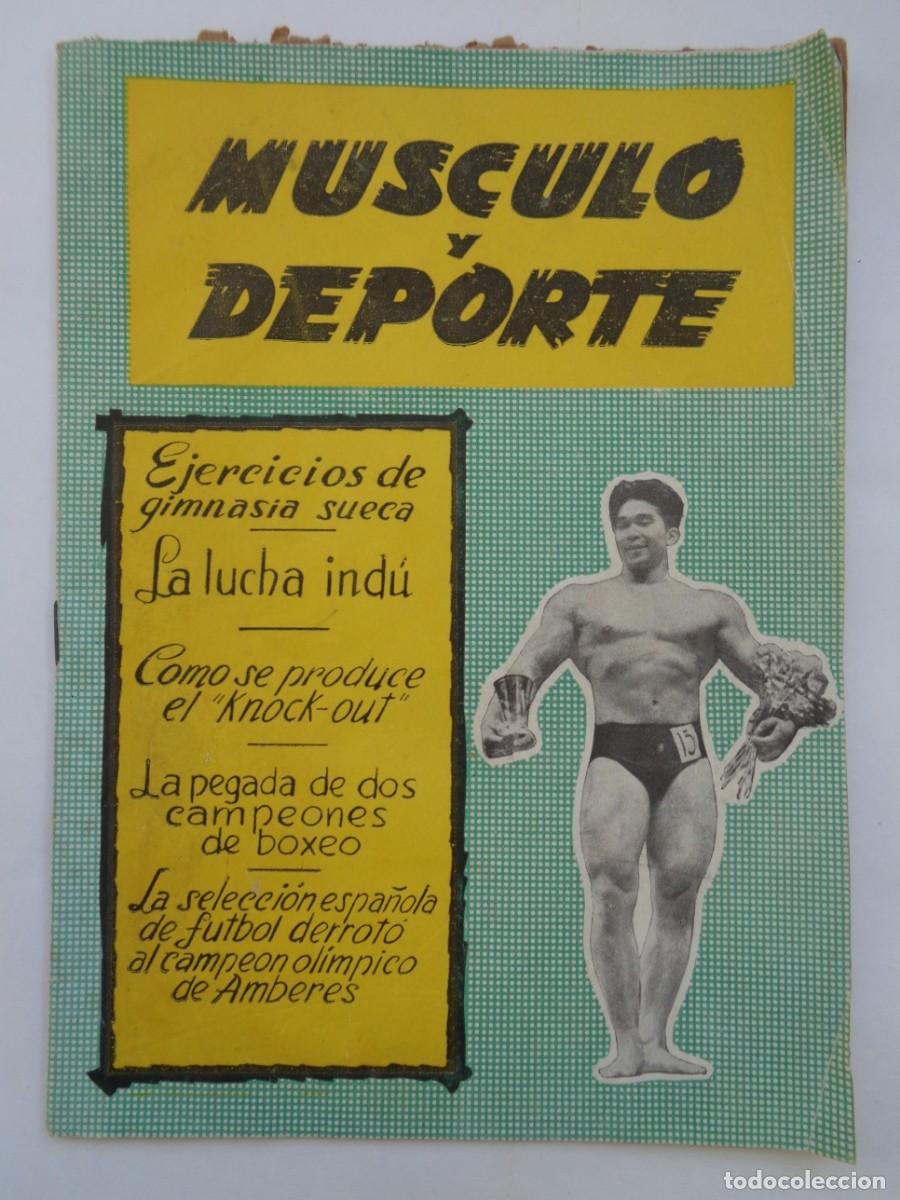 MUSCULO
Y
DEPORTE
Ejercicios de
gimnasia sueca
La lucha indú
Como se produce
el "Knock-out"
La pegada de dos
campeones
de boxeo
La selección española
de futbol derrotó
al campeon olímpico
de Amberes
15
todocoleccion